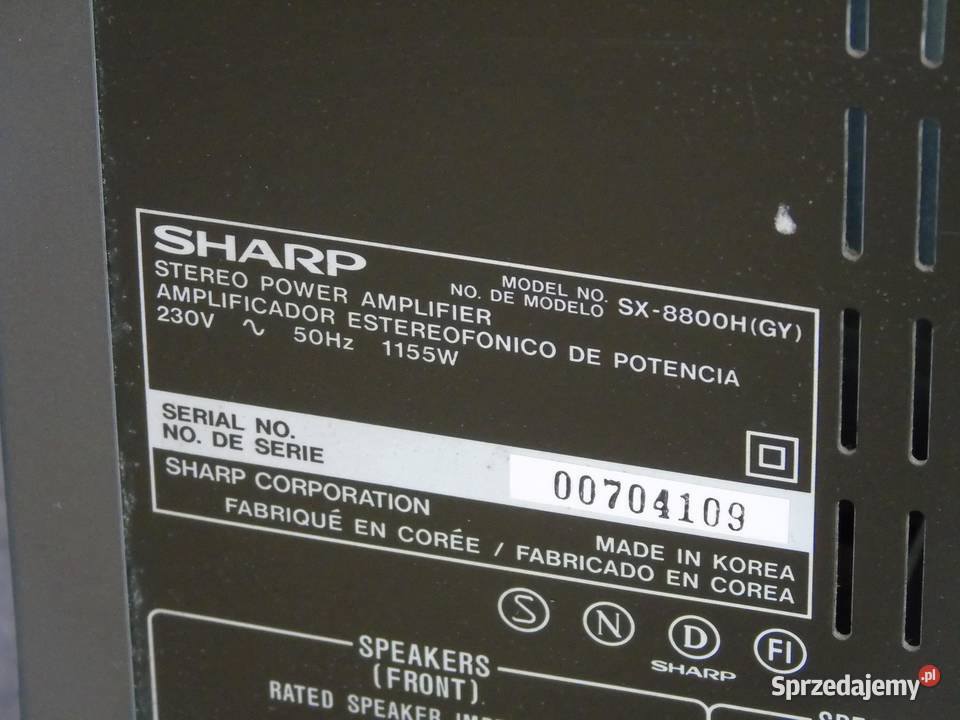 SHARP
STEREO POWER AMPLIFIER
AMPLIFICADOR ESTEREOFONICO DE POTENCIA
230V ~ 50Hz 1155W
MODEL NO.
NO. DE MODELO
SX-8800H(GY)
SERIAL NO.
NO. DE SERIE
00704109
SHARP CORPORATION
MADE IN KOREA
FABRIQUÉ EN CORÉE / FABRICADO EN COREA
S N D FI
SHARP
SPEAKERS
(FRONT)
RATED SPEAKER
Sprzedajemy.pl